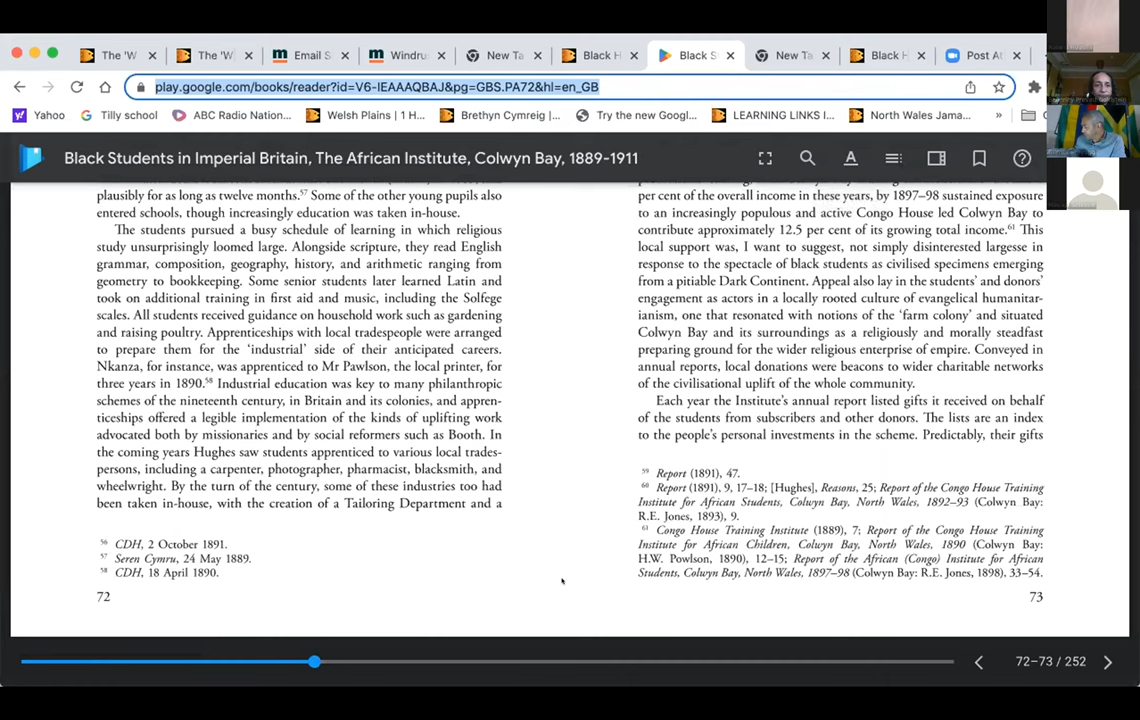 The 'W
The 'W
Email S
Windrus
New Ta
Black H
Black S
New Ta
Black H
Post At
play.google.com/books/reader?id=V6-IEAAAQBAJ&pg=GBS.PA72&hl=en_GB
Yahoo
Tilly school
ABC Radio Nation...
Welsh Plains | 1 H...
Brethyn Cymreig |...
Try the new Googl...
LEARNING LINKS I...
North Wales Jama...
Black Students in Imperial Britain, The African Institute, Colwyn Bay, 1889-1911
plausibly for as long as twelve months.57 Some of the other young pupils also
entered schools, though increasingly education was taken in-house.
The students pursued a busy schedule of learning in which religious
study unsurprisingly loomed large. Alongside scripture, they read English
grammar, composition, geography, history, and arithmetic ranging from
geometry to bookkeeping. Some senior students later learned Latin and
took on additional training in first aid and music, including the Solfege
scales. All students received guidance on household work such as gardening
and raising poultry. Apprenticeships with local tradespeople were arranged
to prepare them for the 'industrial' side of their anticipated careers.
Nkanza, for instance, was apprenticed to Mr Pawlson, the local printer, for
three years in 1890.58 Industrial education was key to many philanthropic
schemes of the nineteenth century, in Britain and its colonies, and appren-
ticeships offered a legible implementation of the kinds of uplifting work
advocated both by missionaries and by social reformers such as Booth. In
the coming years Hughes saw students apprenticed to various local trades-
persons, including a carpenter, photographer, pharmacist, blacksmith, and
wheelwright. By the turn of the century, some of these industries too had
been taken in-house, with the creation of a Tailoring Department and a
56 CDH, 2 October 1891.
57 Seren Cymru, 24 May 1889.
58 CDH, 18 April 1890.
72
per cent of the overall income in these years, by 1897–98 sustained exposure
to an increasingly populous and active Congo House led Colwyn Bay to
contribute approximately 12.5 per cent of its growing total income.61 This
local support was, I want to suggest, not simply disinterested largesse in
response to the spectacle of black students as civilised specimens emerging
from a pitiable Dark Continent. Appeal also lay in the students' and donors'
engagement as actors in a locally rooted culture of evangelical humanitar-
ianism, one that resonated with notions of the 'farm colony' and situated
Colwyn Bay and its surroundings as a religiously and morally steadfast
preparing ground for the wider religious enterprise of empire. Conveyed in
annual reports, local donations were beacons to wider charitable networks
of the civilisational uplift of the whole community.
Each year the Institute's annual report listed gifts it received on behalf
of the students from subscribers and other donors. The lists are an index
to the people's personal investments in the scheme. Predictably, their gifts
59 Report (1891), 47.
60 Report (1891), 9, 17–18; [Hughes], Reasons, 25; Report of the Congo House Training
Institute for African Students, Colwyn Bay, North Wales, 1892–93 (Colwyn Bay:
R.E. Jones, 1893), 9.
61 Congo House Training Institute (1889), 7; Report of the Congo House Training
Institute for African Children, Colwyn Bay, North Wales, 1890 (Colwyn Bay:
H.W. Powlson, 1890), 12–15; Report of the African (Congo) Institute for African
Students, Colwyn Bay, North Wales, 1897–98 (Colwyn Bay: R.E. Jones, 1898), 33–54.
73
72-73 / 252